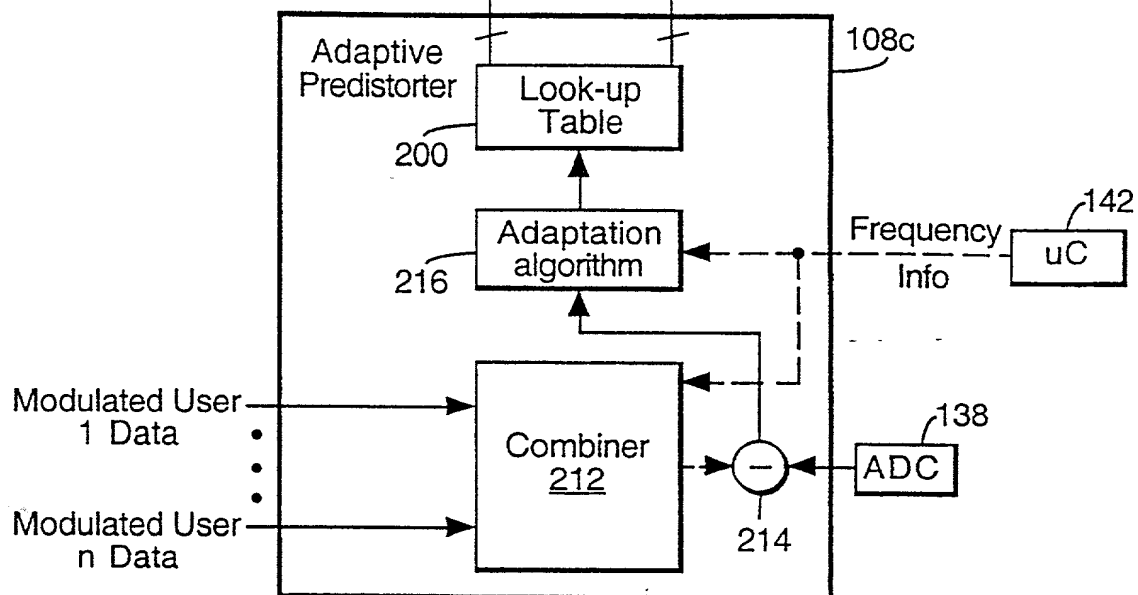 108c
Adaptive
Predistorter
Look-up
Table
200
142
Adaptation
algorithm
216
Frequency
Info
uC
Modulated User
1 Data
Combiner
212
138
ADC
214
Modulated User
n Data